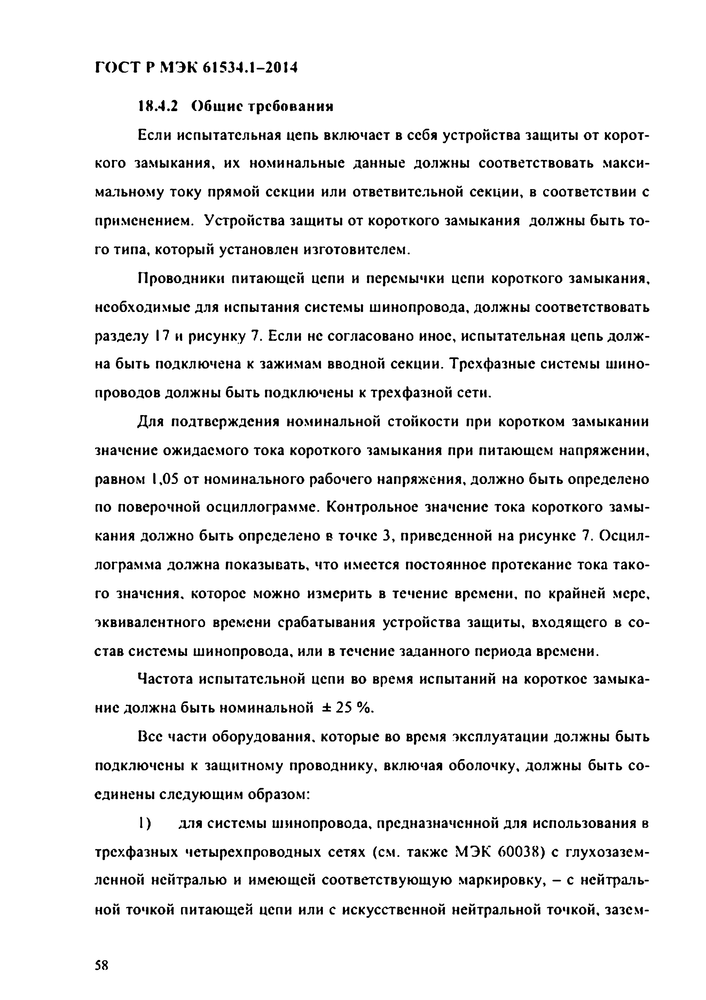 ГОСТ Р МЭК 61534.1–2014
18.4.2 Общие требования
Если испытательная цепь включает в себя устройства защиты от корот-
кого замыкания, их номинальные данные должны соответствовать макси-
мальному току прямой секции или ответвительной секции, в соответствии с
применением. Устройства защиты от короткого замыкания должны быть то-
го типа, который установлен изготовителем.
Проводники питающей цепи и перемычки цепи короткого замыкания,
необходимые для испытания системы шинопровода, должны соответствовать
разделу 17 и рисунку 7. Если не согласовано иное, испытательная цепь долж-
на быть подключена к зажимам вводной секции. Трехфазные системы шино-
проводов должны быть подключены к трехфазной сети.
Для подтверждения номинальной стойкости при коротком замыкании
значение ожидаемого тока короткого замыкания при питающем напряжении,
равном 1,05 от номинального рабочего напряжения, должно быть определено
по поверочной осциллограмме. Контрольное значение тока короткого замы-
кания должно быть определено в точке 3, приведенной на рисунке 7. Осцил-
лограмма должна показывать, что имеется постоянное протекание тока тако-
го значения, которое можно измерить в течение времени, по крайней мере,
эквивалентного времени срабатывания устройства защиты, входящего в со-
став системы шинопровода, или в течение заданного периода времени.
Частота испытательной цепи во время испытаний на короткое замыка-
ние должна быть номинальной ± 25 %.
Все части оборудования, которые во время эксплуатации должны быть
подключены к защитному проводнику, включая оболочку, должны быть со-
единены следующим образом:
1) для системы шинопровода, предназначенной для использования в
трехфазных четырехпроводных сетях (см. также МЭК 60038) с глухозазем-
ленной нейтралью и имеющей соответствующую маркировку, – с нейтраль-
ной точкой питающей цепи или с искусственной нейтральной точкой, зазем-
58